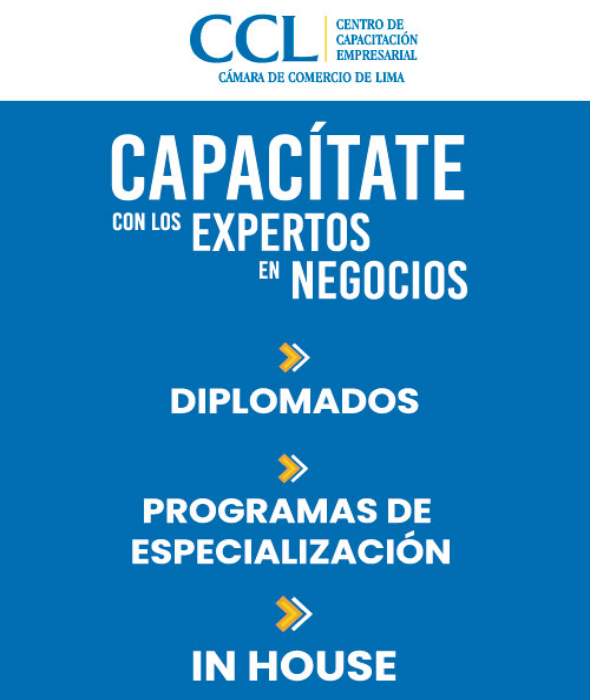 CCL
CENTRO DE
CAPACITACIÓN
EMPRESARIAL
CÁMARA DE COMERCIO DE LIMA
CAPACÍTATE
CON LOS EXPERTOS
EN NEGOCIOS
DIPLOMADOS
PROGRAMAS DE
ESPECIALIZACIÓN
IN HOUSE